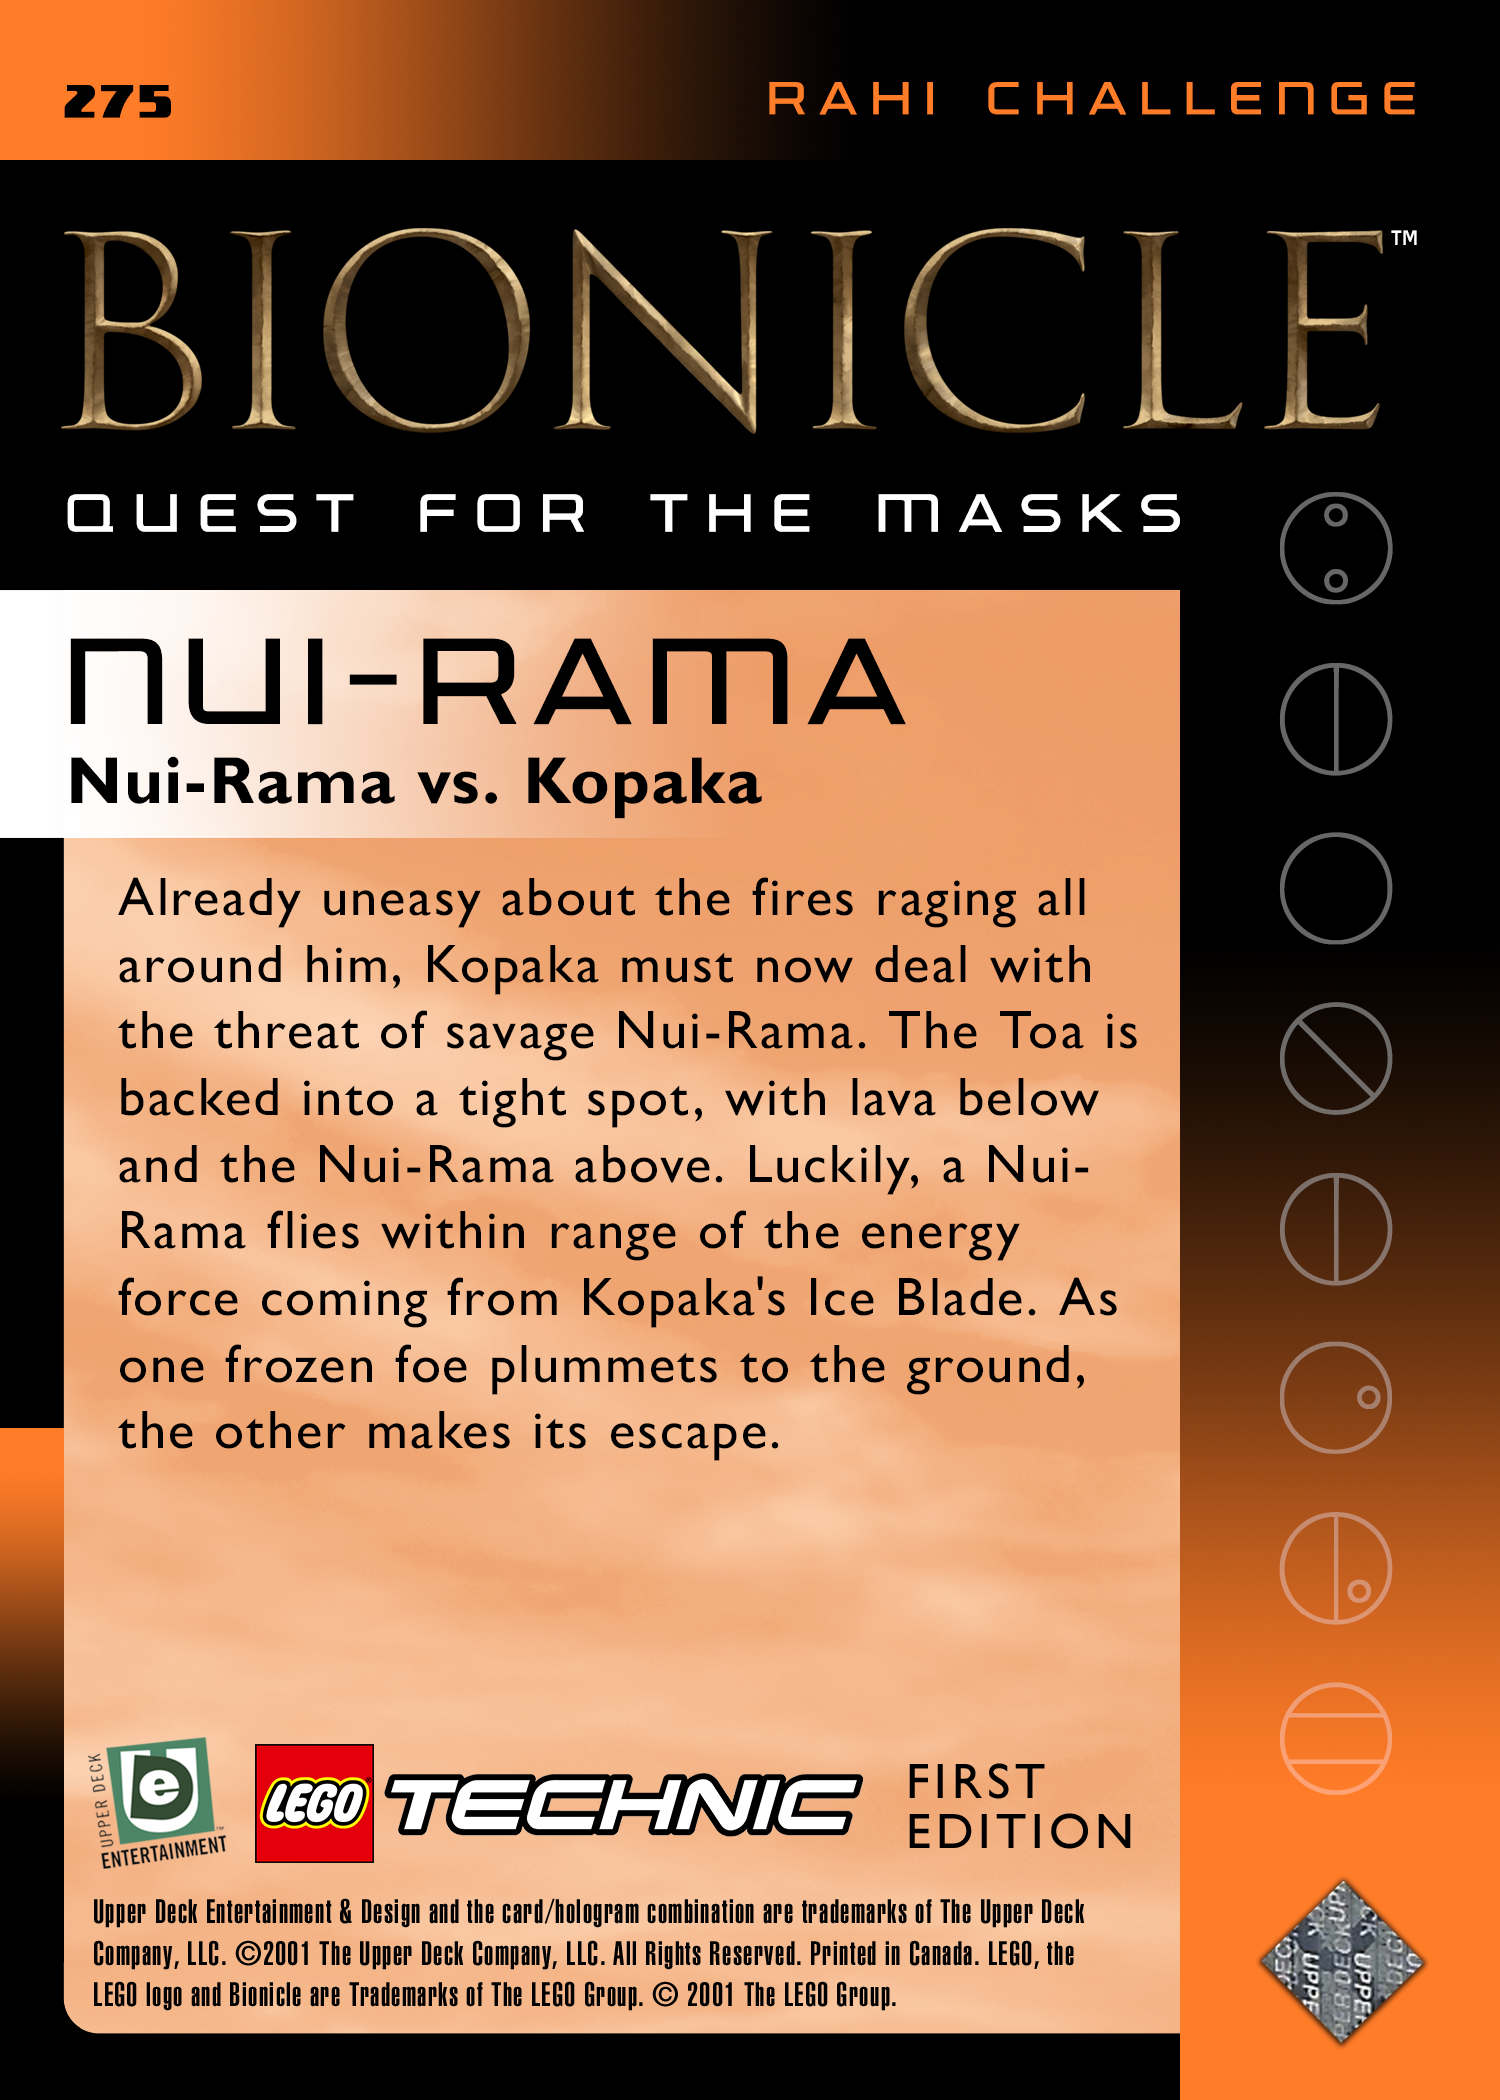 275
RAHI CHALLENGE
BIONICLE™
QUEST FOR THE MASKS
NUI-RAMA
Nui-Rama vs. Kopaka
Already uneasy about the fires raging all
around him, Kopaka must now deal with
the threat of savage Nui-Rama. The Toa is
backed into a tight spot, with lava below
and the Nui-Rama above. Luckily, a Nui-
Rama flies within range of the energy
force coming from Kopaka's Ice Blade. As
one frozen foe plummets to the ground,
the other makes its escape.
UPPER DECK
ENTERTAINMENT™
LEGO TECHNIC
FIRST
EDITION
Upper Deck Entertainment & Design and the card/hologram combination are trademarks of The Upper Deck
Company, LLC. ©2001 The Upper Deck Company, LLC. All Rights Reserved. Printed in Canada. LEGO, the
LEGO logo and Bionicle are Trademarks of The LEGO Group. © 2001 The LEGO Group.